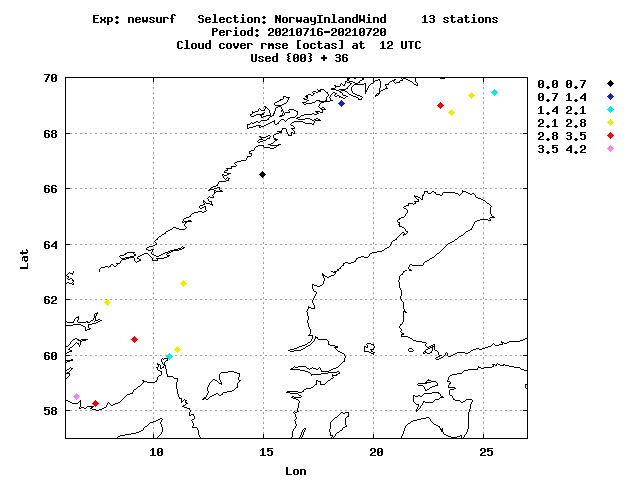 Exp: newsurf Selection: NorwayInlandWind 13 stations
Period: 20210716-20210720
Cloud cover rmse [octas] at 12 UTC
Used {00} + 36
70
68
66
64
62
60
58
Lat
10 15 20 25
Lon
0.0 0.7
0.7 1.4
1.4 2.1
2.1 2.8
2.8 3.5
3.5 4.2